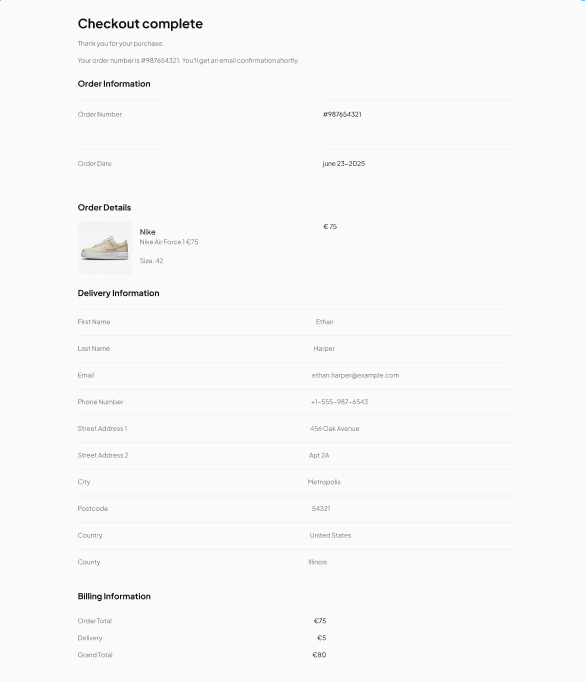 Checkout complete
Thank you for your purchase.
Your order number is #987654321. You'll get an email confirmation shortly.
Order Information
Order Number #987654321
Order Date june 23-2025
Order Details
Nike € 75
Nike Air Force 1 €75
Size: 42
Delivery Information
First Name Ethan
Last Name Harper
Email ethan.harper@example.com
Phone Number +1-555-987-6543
Street Address 1 456 Oak Avenue
Street Address 2 Apt 2A
City Metropolis
Postcode 54321
Country United States
County Illinois
Billing Information
Order Total €75
Delivery €5
Grand Total €80